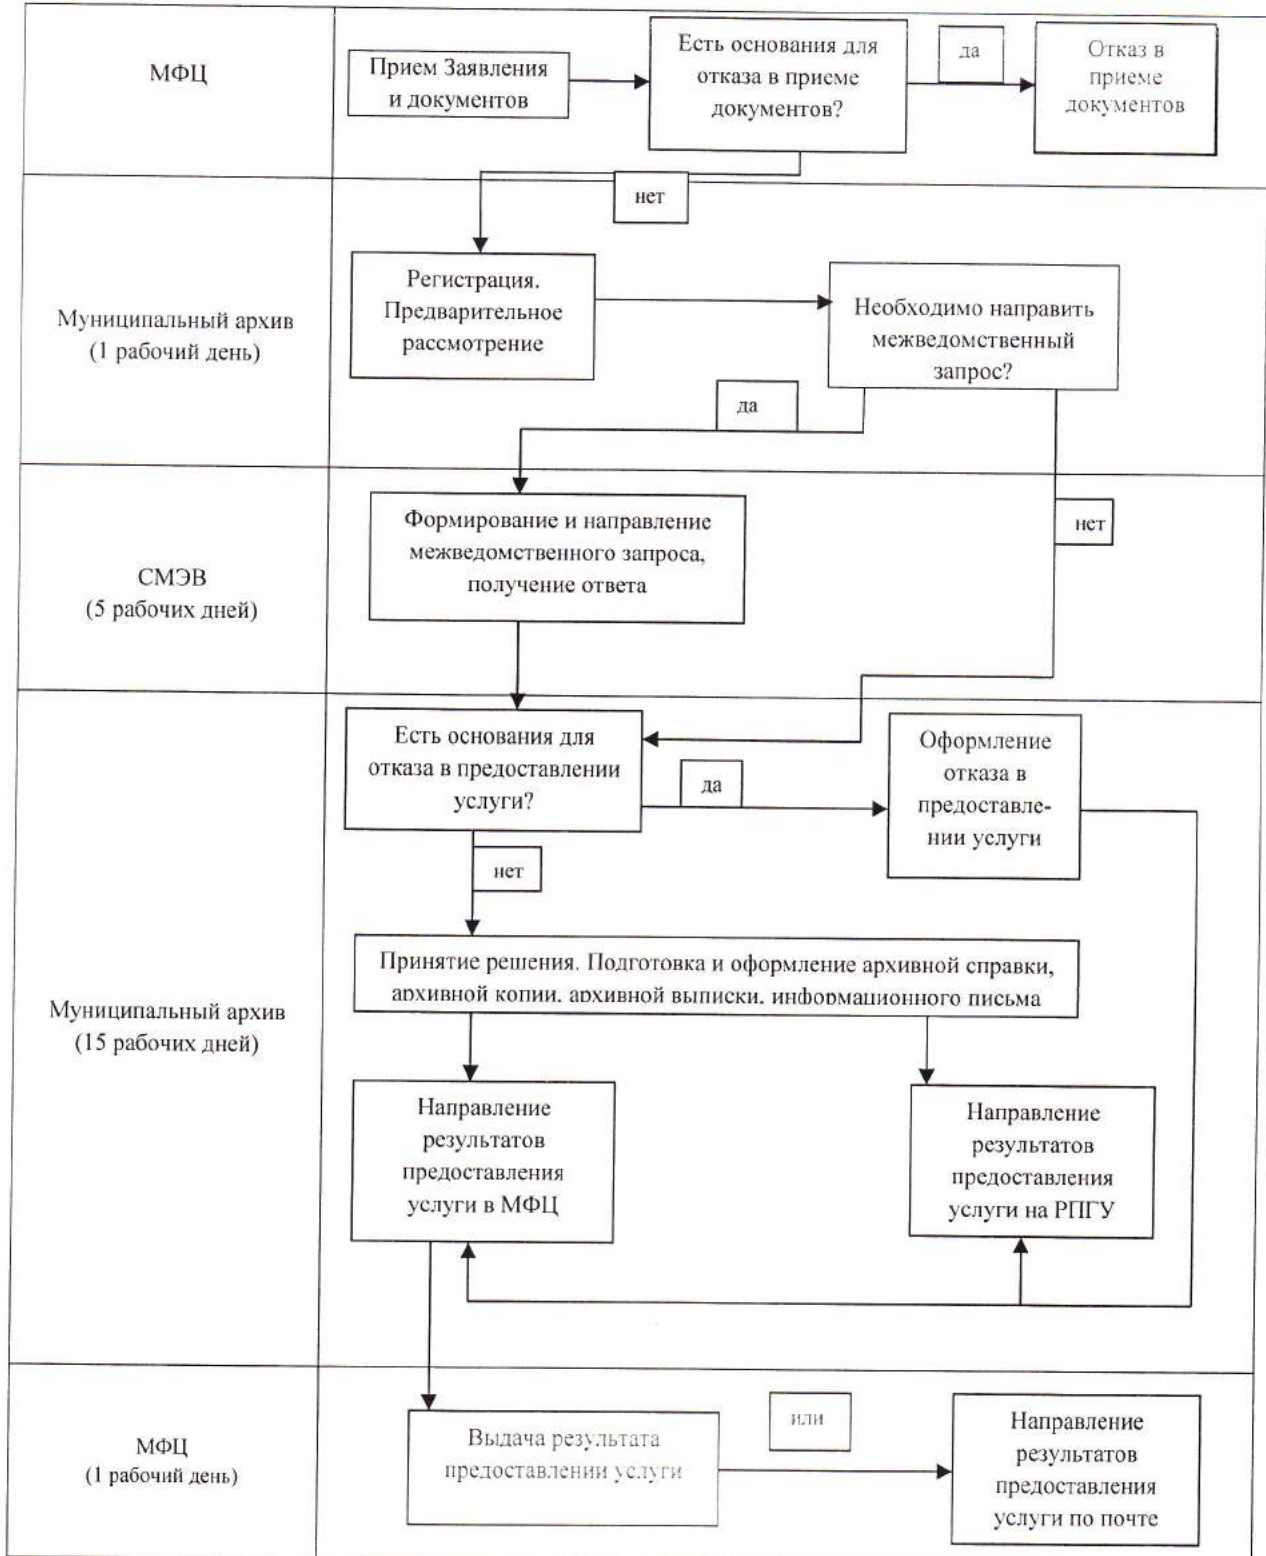 МФЦ
Прием Заявления
и документов
Есть основания для
отказа в приеме
документов?
да
Отказ в
приеме
документов
нет
Муниципальный архив
(1 рабочий день)
Регистрация.
Предварительное
рассмотрение
Необходимо направить
межведомственный
запрос?
да
нет
СМЭВ
(5 рабочих дней)
Формирование и направление
межведомственного запроса,
получение ответа
Муниципальный архив
(15 рабочих дней)
Есть основания для
отказа в предоставлении
услуги?
да
Оформление
отказа в
предоставле-
нии услуги
нет
Принятие решения. Подготовка и оформление архивной справки,
архивной копии, архивной выписки, информационного письма
Направление
результатов
предоставления
услуги в МФЦ
Направление
результатов
предоставления
услуги на РПГУ
МФЦ
(1 рабочий день)
Выдача результата
предоставлении услуги
или
Направление
результатов
предоставления
услуги по почте